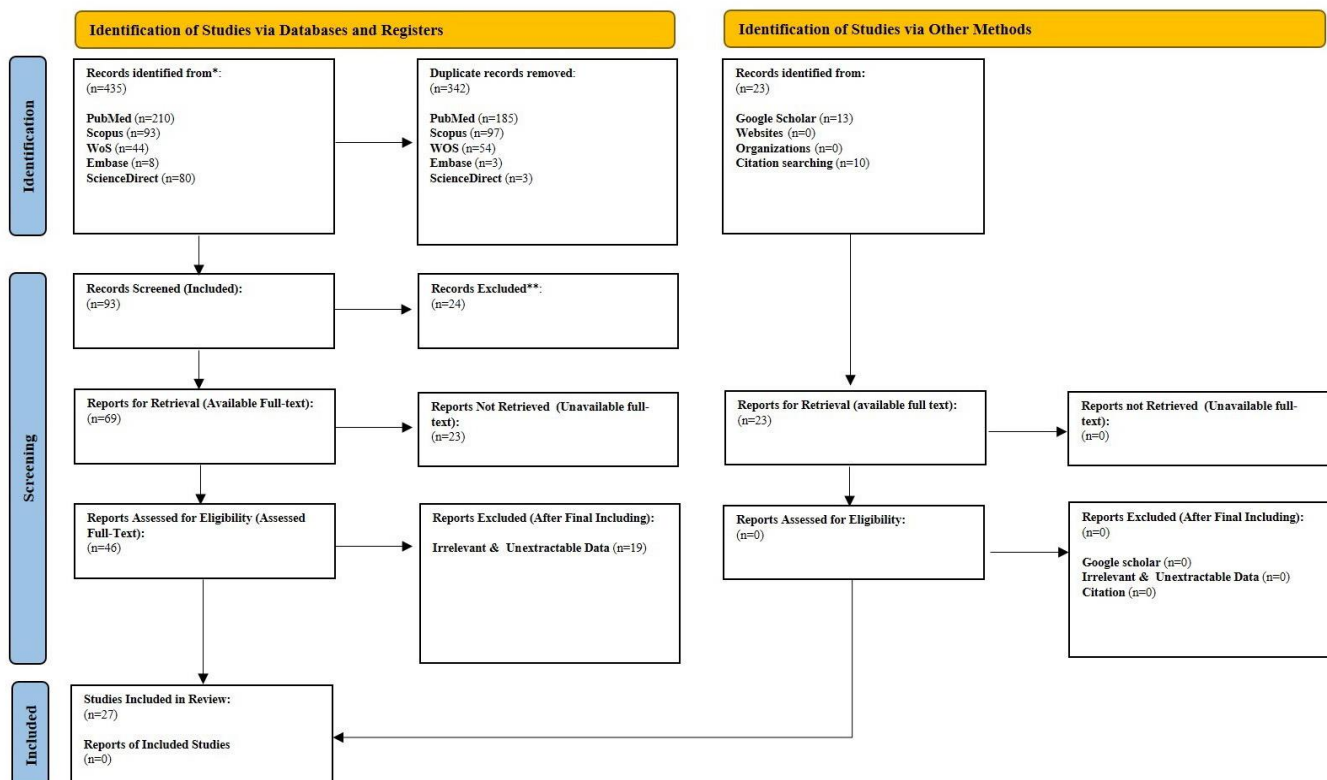 Identification of Studies via Databases and Registers
Identification of Studies via Other Methods
Identification
Records identified from*:
(n=435)
PubMed (n=210)
Scopus (n=93)
WoS (n=44)
Embase (n=8)
ScienceDirect (n=80)
Duplicate records removed:
(n=342)
PubMed (n=185)
Scopus (n=97)
WOS (n=54)
Embase (n=3)
ScienceDirect (n=3)
Records identified from:
(n=23)
Google Scholar (n=13)
Websites (n=0)
Organizations (n=0)
Citation searching (n=10)
Screening
Records Screened (Included):
(n=93)
Records Excluded**:
(n=24)
Reports for Retrieval (Available Full-text):
(n=69)
Reports Not Retrieved (Unavailable full-
text):
(n=23)
Reports for Retrieval (available full text):
(n=23)
Reports not Retrieved (Unavailable full-
text):
(n=0)
Reports Assessed for Eligibility (Assessed
Full-Text):
(n=46)
Reports Excluded (After Final Including):
Irrelevant & Unextractable Data (n=19)
Reports Assessed for Eligibility:
(n=0)
Reports Excluded (After Final Including):
(n=0)
Google scholar (n=0)
Irrelevant & Unextractable Data (n=0)
Citation (n=0)
Included
Studies Included in Review:
(n=27)
Reports of Included Studies
(n=0)